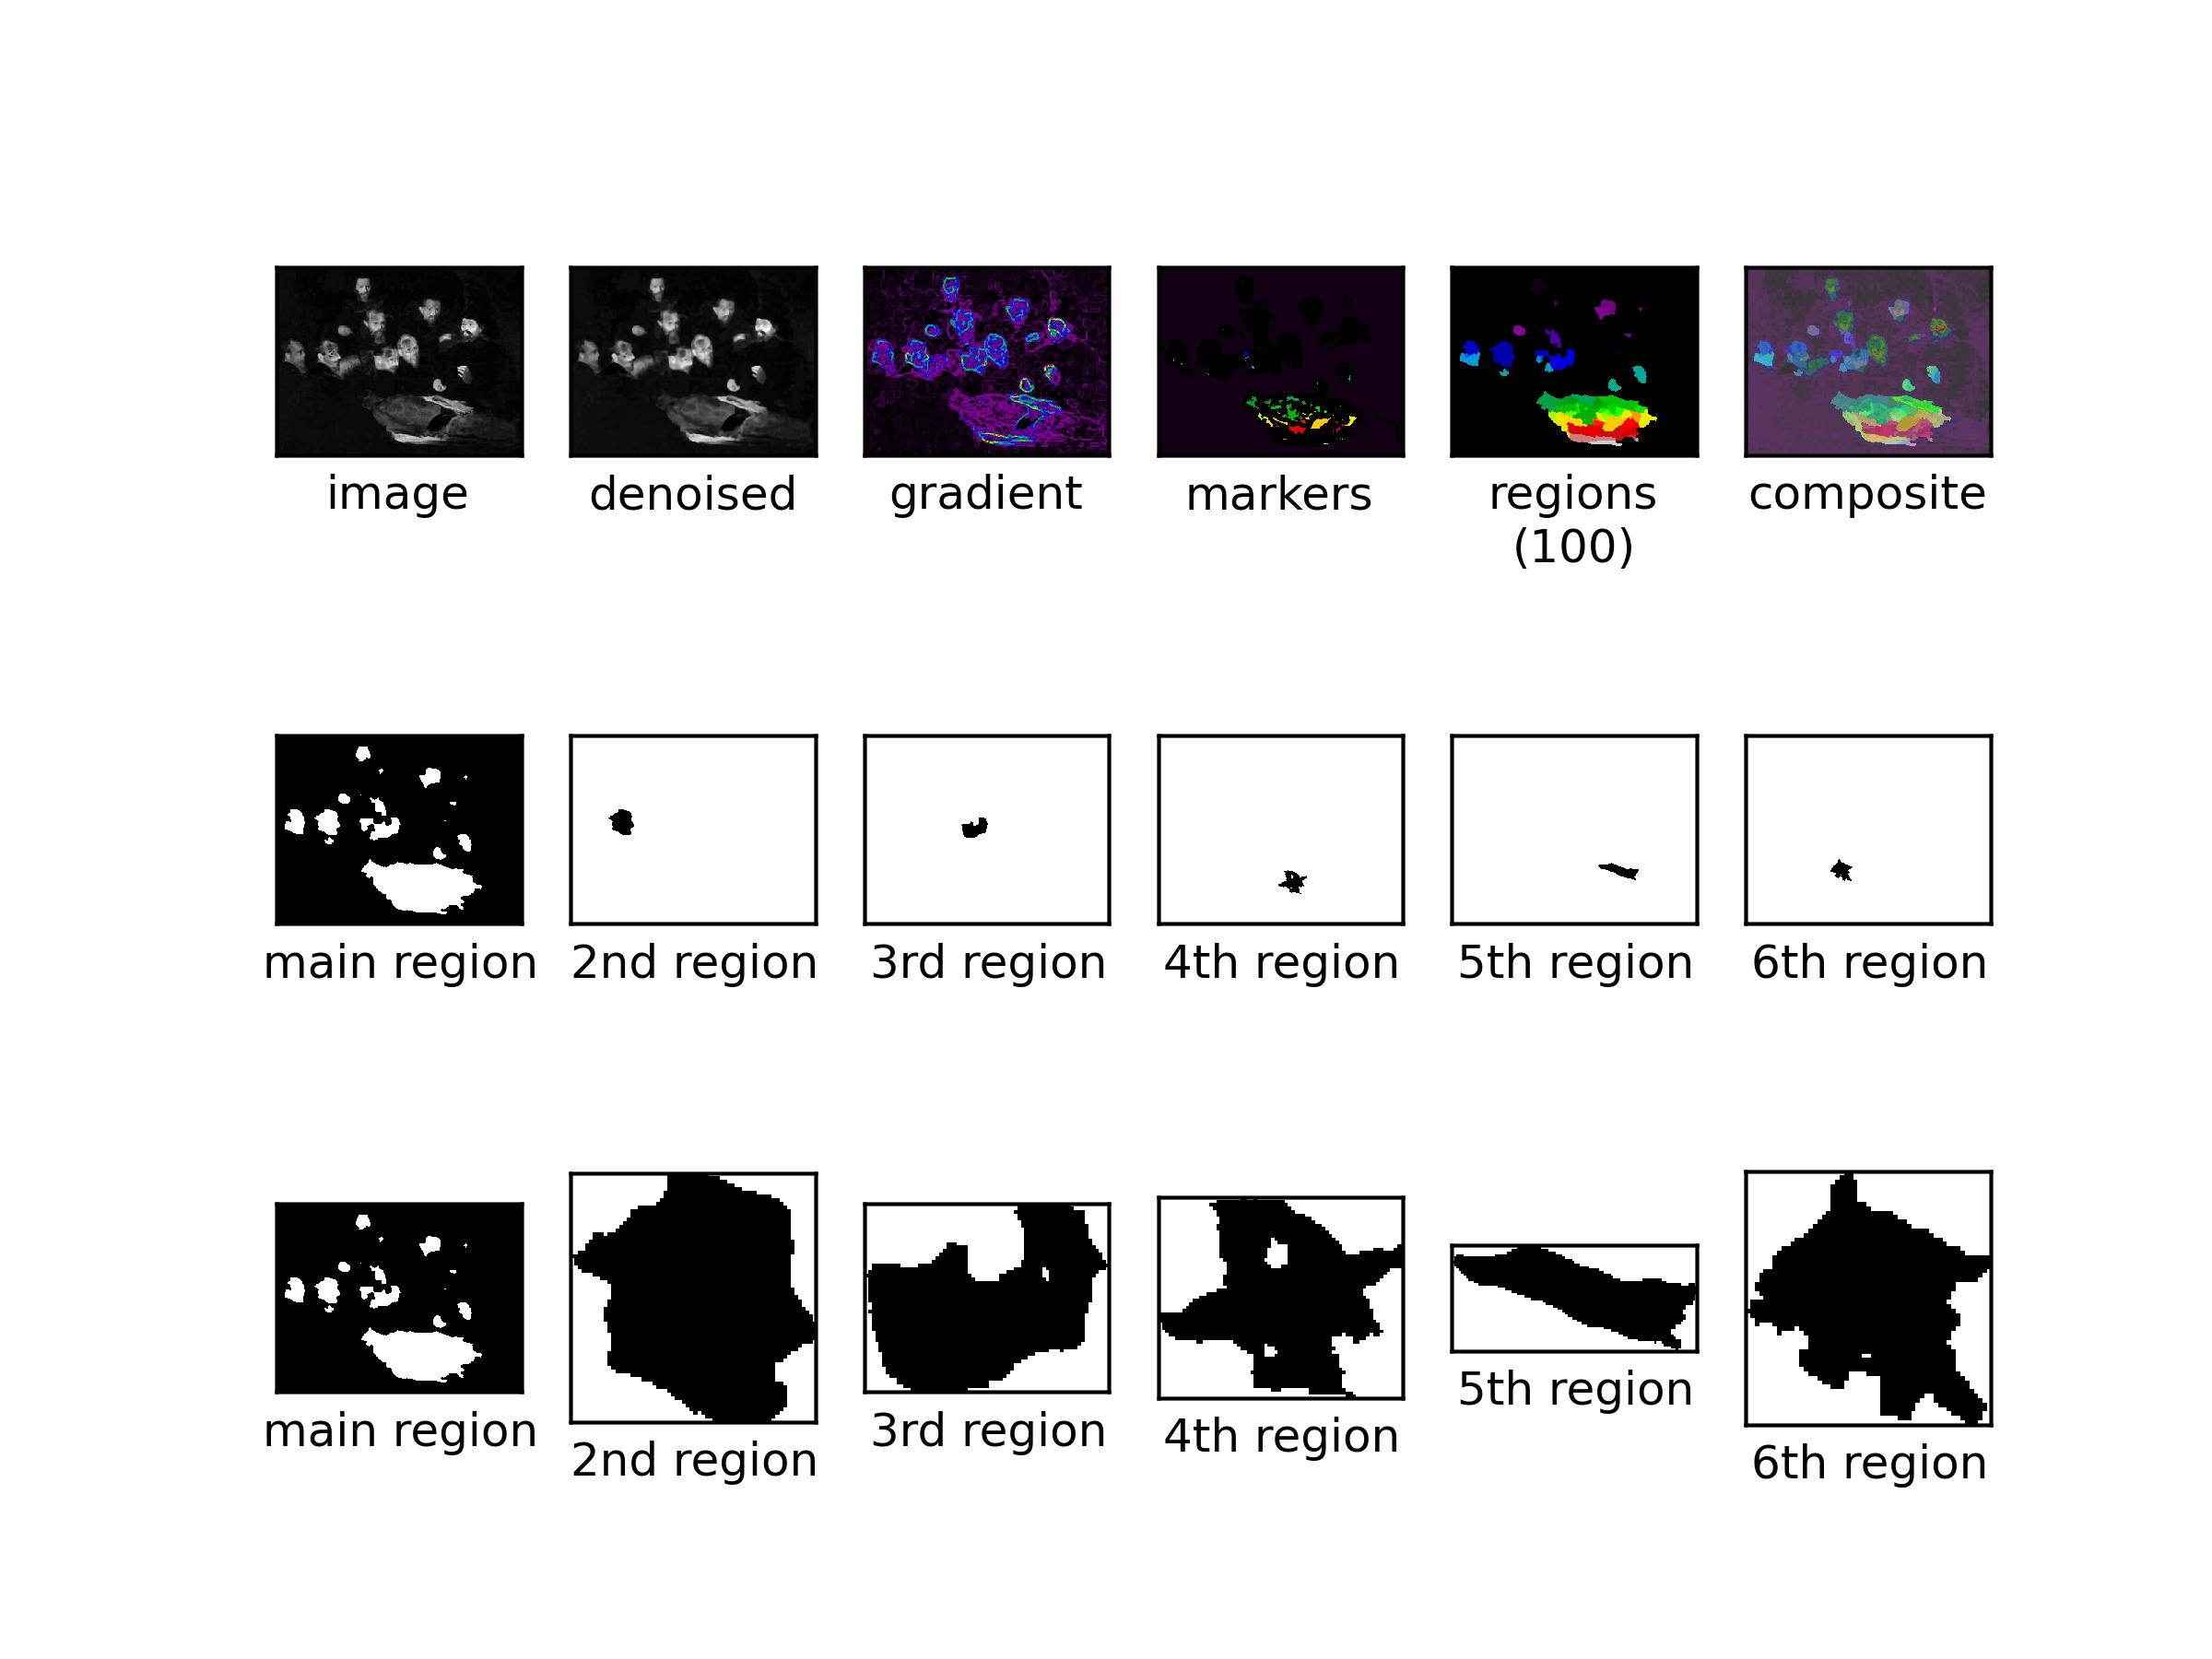 image
denoised
gradient
markers
regions
(100)
composite
main region
2nd region
3rd region
4th region
5th region
6th region
main region
2nd region
3rd region
4th region
5th region
6th region